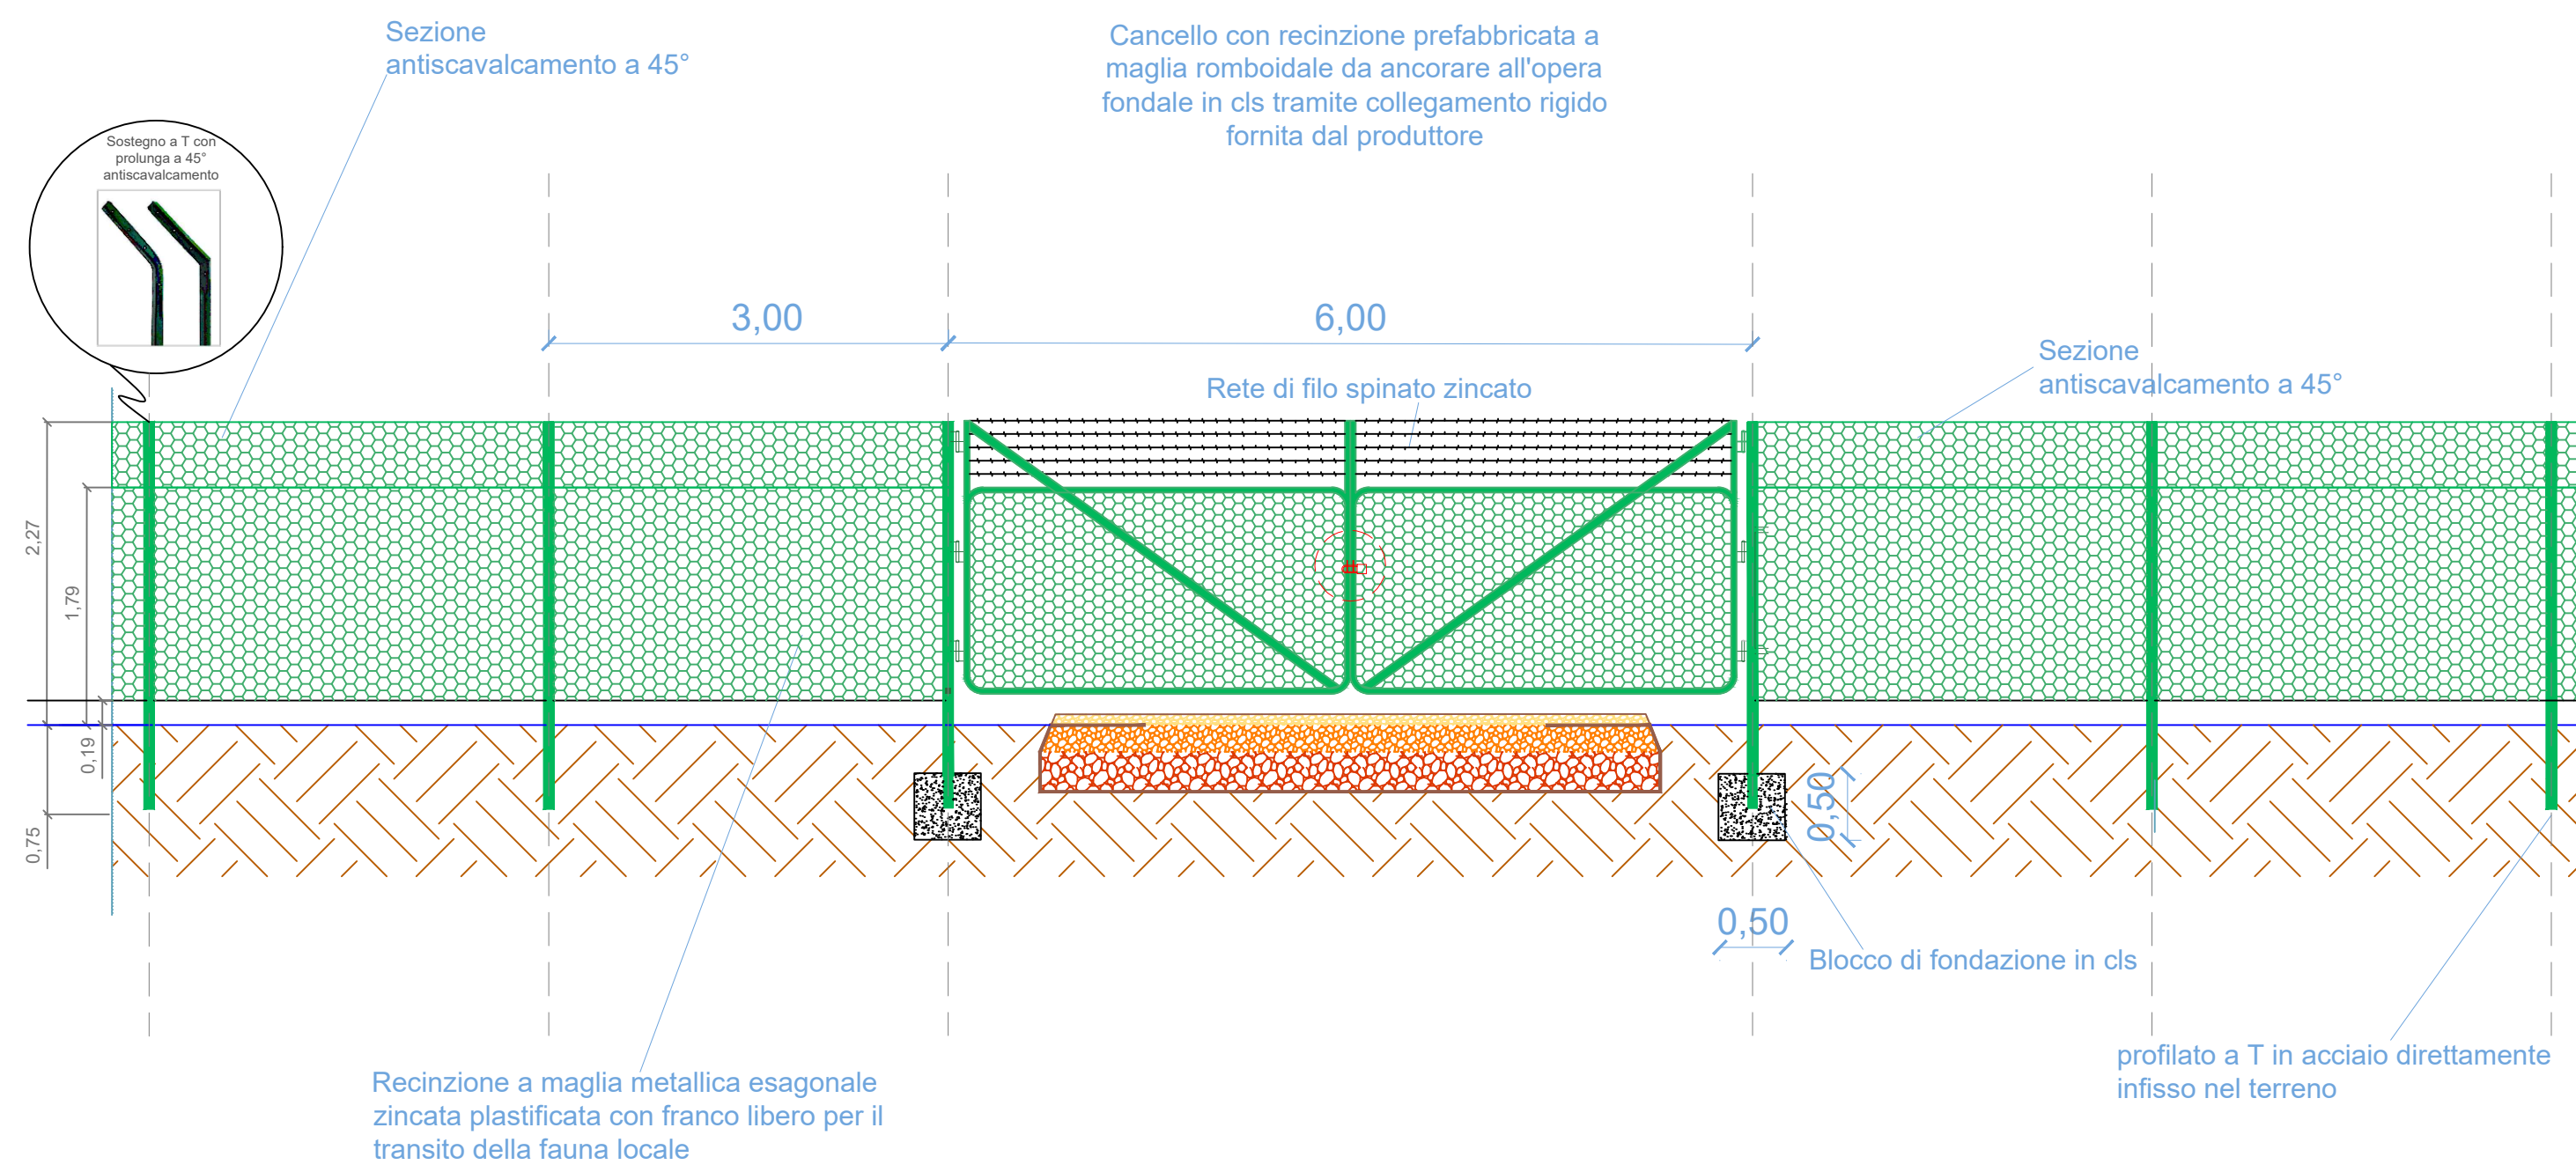 Sezione
antiscavalcamento a 45°
Cancello con recinzione prefabbricata a
maglia romboidale da ancorare all'opera
fondale in cls tramite collegamento rigido
fornita dal produttore
Sostegno a T con
prolunga a 45°
antiscavalcamento
3,00
6,00
Rete di filo spinato zincato
Sezione
antiscavalcamento a 45°
2,27
1,79
0,19
0,75
0,50
0,50
Blocco di fondazione in cls
profilato a T in acciaio direttamente
infisso nel terreno
Recinzione a maglia metallica esagonale
zincata plastificata con franco libero per il
transito della fauna locale